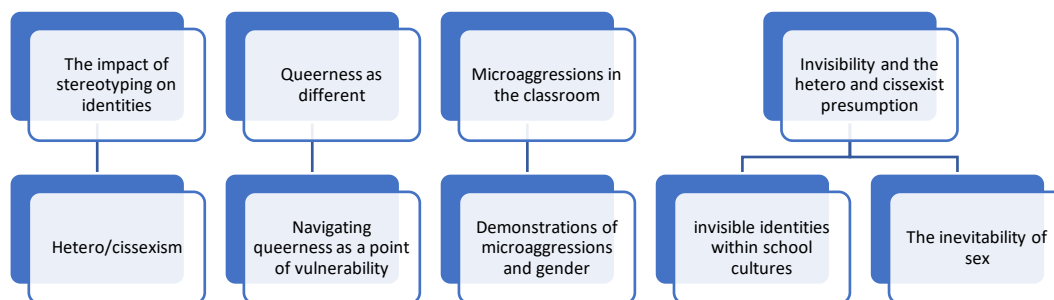 The impact of
stereotyping on
identities
Queerness as
different
Microaggressions in
the classroom
Invisibility and the
hetero and cissexist
presumption
Hetero/cissexism
Navigating
queerness as a point
of vulnerability
Demonstrations of
microaggressions
and gender
invisible identities
within school
cultures
The inevitability of
sex